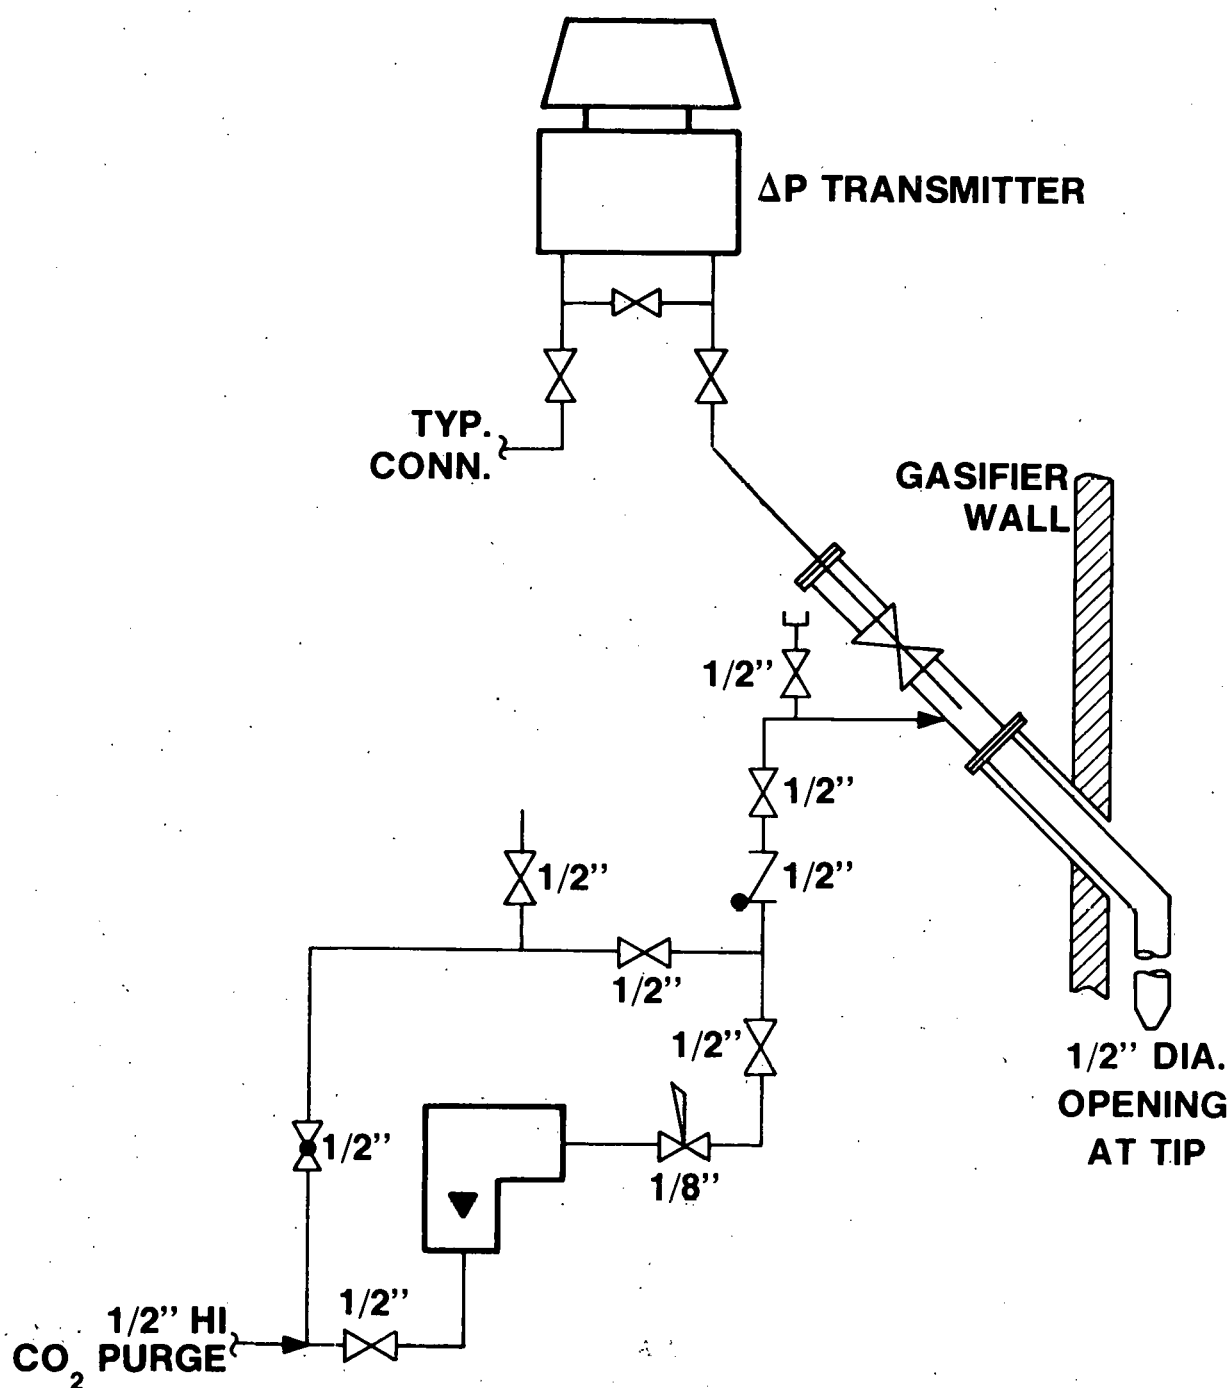 ΔP TRANSMITTER
TYP.
CONN.
GASIFIER
WALL
1/2"
1/2"
1/2"
1/2"
1/2"
1/2"
1/2" DIA.
OPENING
AT TIP
1/2"
1/8"
1/2"
1/2" HI
CO₂ PURGE